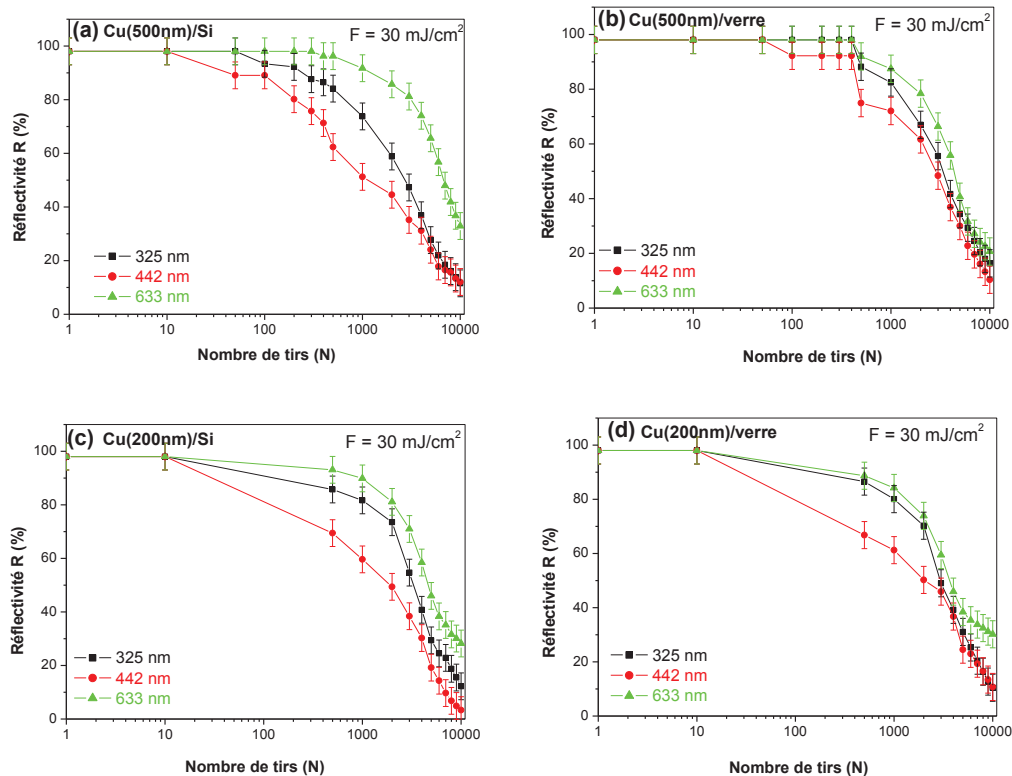 (a) Cu(500nm)/Si
F = 30 mJ/cm²
Réflectivité R (%)
100
80
60
40
20
0
325 nm
442 nm
633 nm
1 10 100 1000 10000
Nombre de tirs (N)
(b) Cu(500nm)/verre
F = 30 mJ/cm²
Réflectivité R (%)
100
80
60
40
20
0
325 nm
442 nm
633 nm
1 10 100 1000 10000
Nombre de tirs (N)
(c) Cu(200nm)/Si
F = 30 mJ/cm²
Réflectivité R (%)
100
80
60
40
20
0
325 nm
442 nm
633 nm
1 10 100 1000 10000
Nombre de tirs (N)
(d) Cu(200nm)/verre
F = 30 mJ/cm²
Réflectivité R (%)
100
80
60
40
20
0
325 nm
442 nm
633 nm
1 10 100 1000 10000
Nombre de tirs (N)